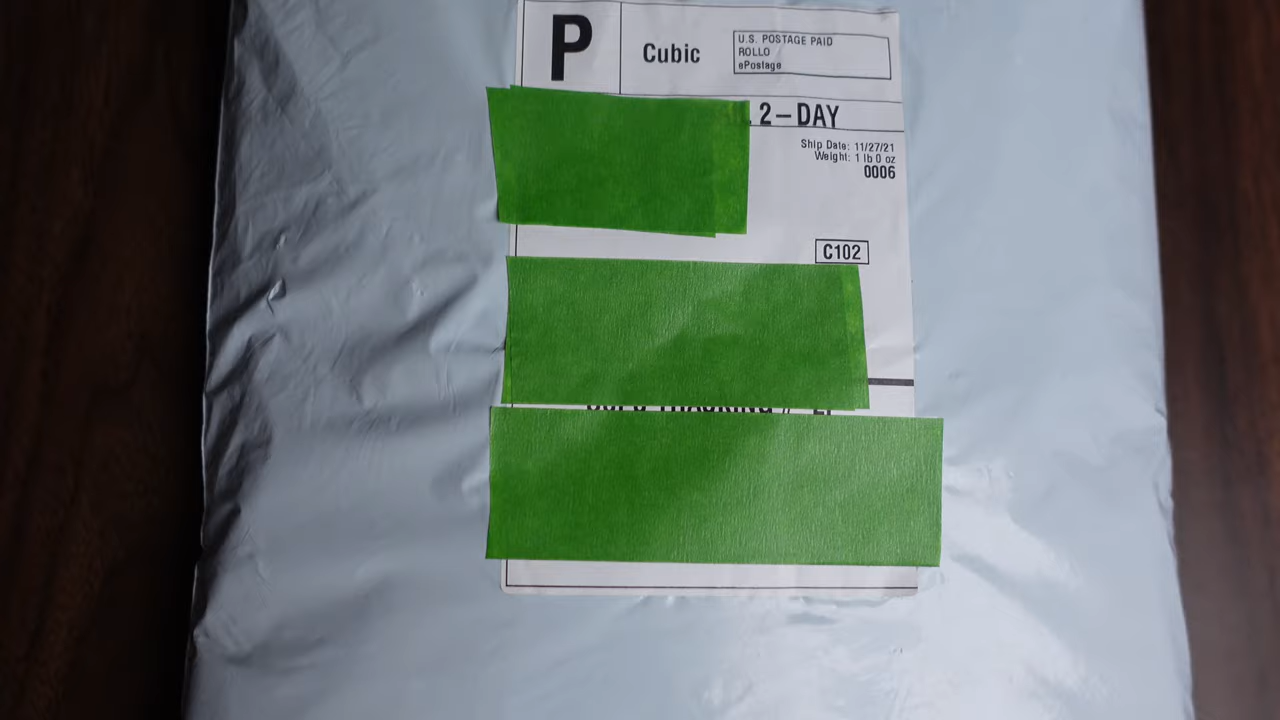 P
Cubic
U.S. POSTAGE PAID
ROLLO
ePostage
2-DAY
Ship Date: 11/27/21
Weight: 1 lb 0 oz
0006
C102